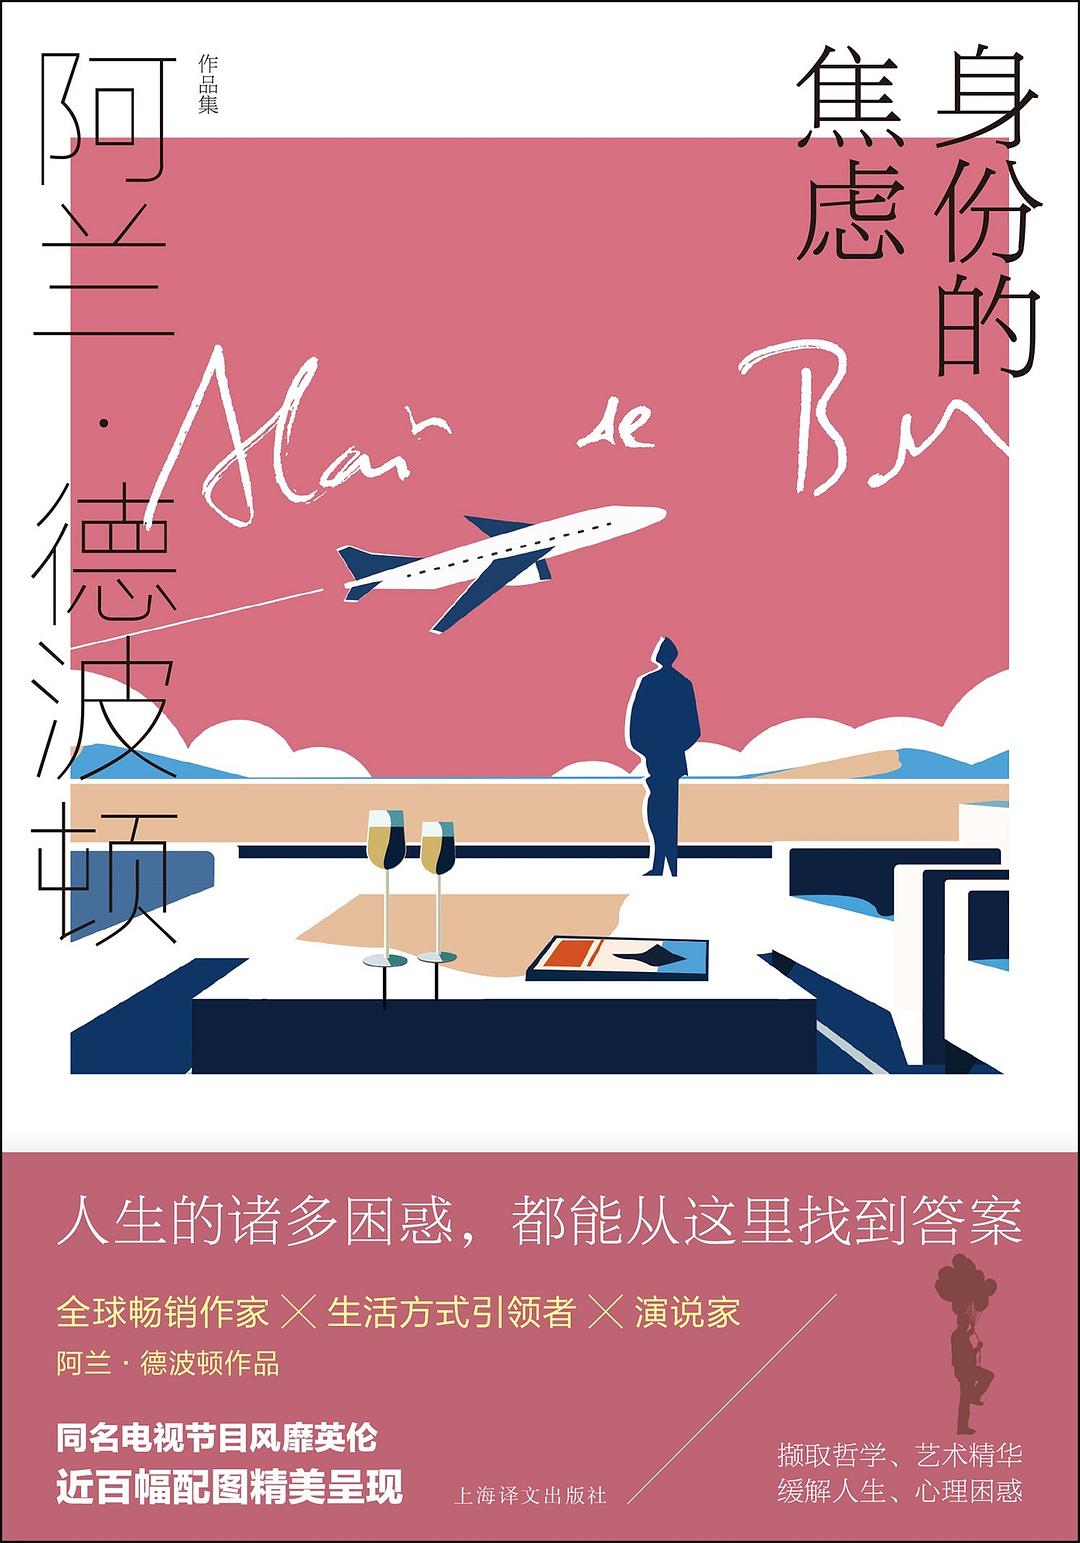 身份的
焦虑
作品集
阿兰·德波顿
Alain de B
人生的诸多困惑，都能从这里找到答案
全球畅销作家×生活方式引领者×演说家
阿兰·德波顿作品
同名电视节目风靡英伦
近百幅配图精美呈现
上海译文出版社
撷取哲学、艺术精华
缓解人生、心理困惑